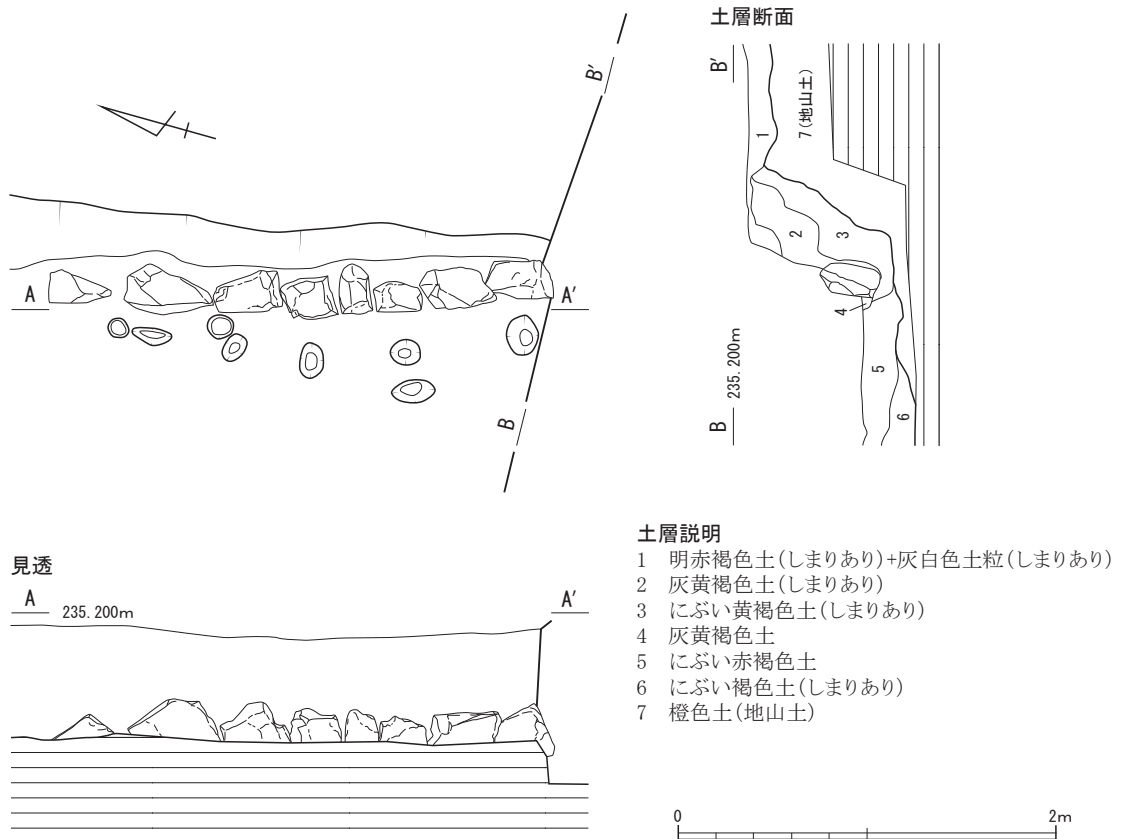 土層断面
B′
7(地山土)
1
2
3
4
5
6
B 235.200m
B′
A
A′
B
見透
A 235.200m
A′
土層説明
1 明赤褐色土(しまりあり)+灰白色土粒(しまりあり)
2 灰黄褐色土(しまりあり)
3 にぶい黄褐色土(しまりあり)
4 灰黄褐色土
5 にぶい赤褐色土
6 にぶい褐色土(しまりあり)
7 橙色土(地山土)
0
2m